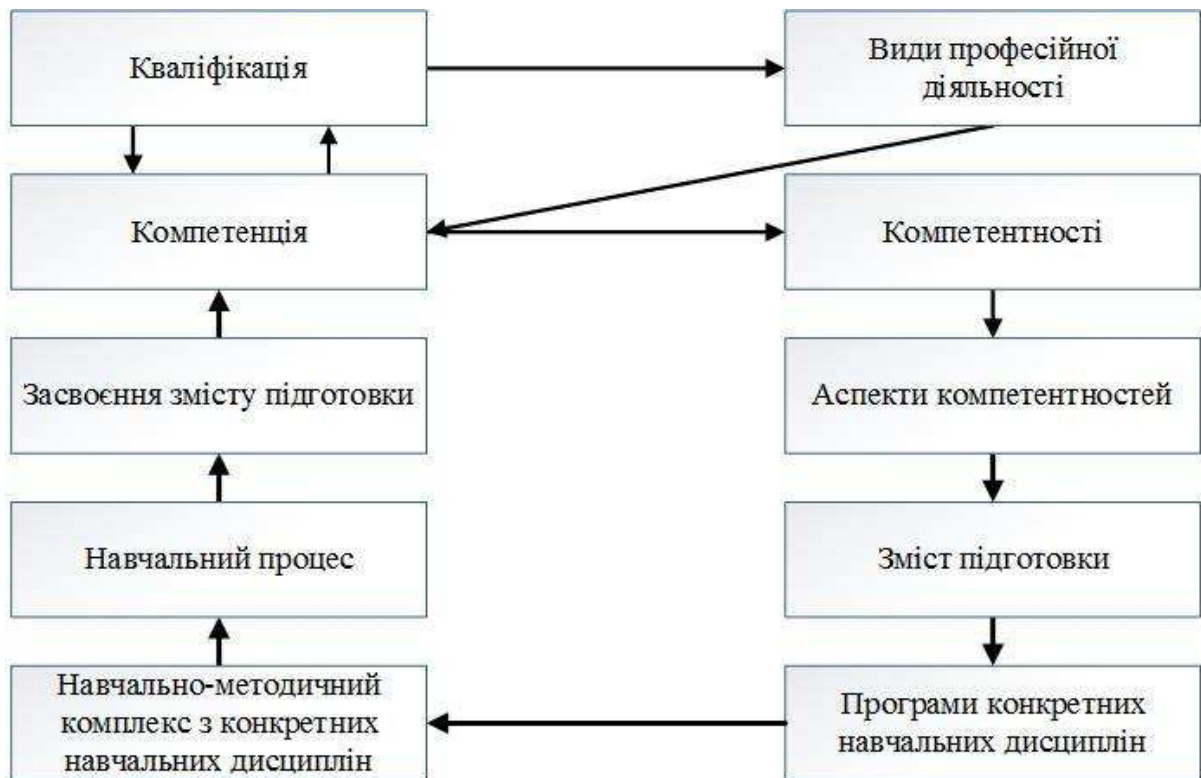 Кваліфікація
Види професійної
діяльності
Компетенція
Компетентності
Засвоєння змісту підготовки
Аспекти компетентностей
Навчальний процес
Зміст підготовки
Навчально-методичний
комплекс з конкретних
навчальних дисциплін
Програми конкретних
навчальних дисциплін